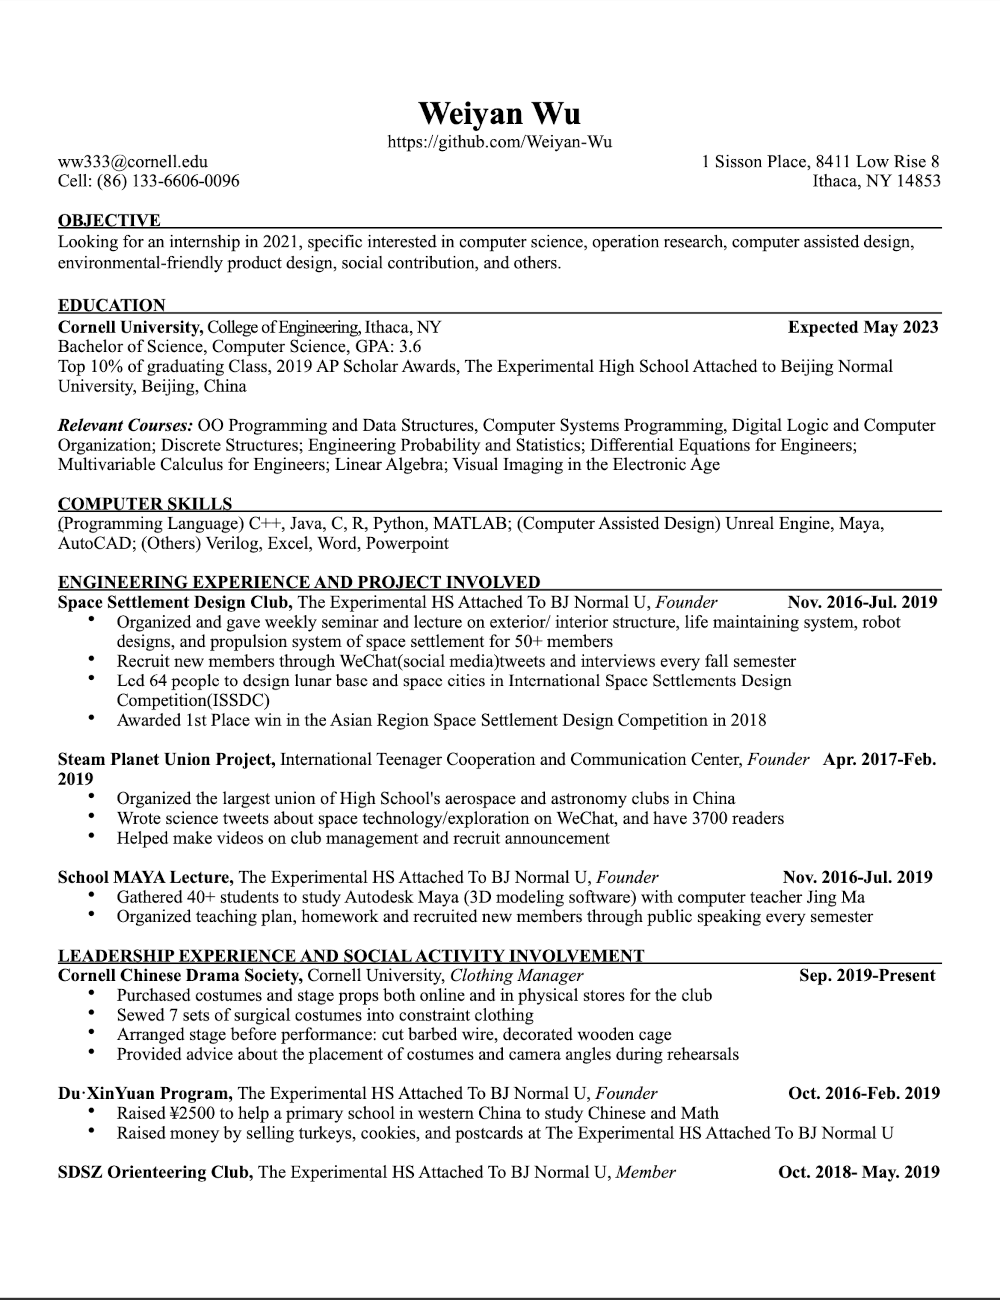 Weiyan Wu
https://github.com/Weiyan-Wu
ww333@cornell.edu 1 Sisson Place, 8411 Low Rise 8
Cell: (86) 133-6606-0096 Ithaca, NY 14853
OBJECTIVE
Looking for an internship in 2021, specific interested in computer science, operation research, computer assisted design,
environmental-friendly product design, social contribution, and others.
EDUCATION
Cornell University, College of Engineering, Ithaca, NY Expected May 2023
Bachelor of Science, Computer Science, GPA: 3.6
Top 10% of graduating Class, 2019 AP Scholar Awards, The Experimental High School Attached to Beijing Normal
University, Beijing, China
Relevant Courses: OO Programming and Data Structures, Computer Systems Programming, Digital Logic and Computer
Organization; Discrete Structures; Engineering Probability and Statistics; Differential Equations for Engineers;
Multivariable Calculus for Engineers; Linear Algebra; Visual Imaging in the Electronic Age
COMPUTER SKILLS
(Programming Language) C++, Java, C, R, Python, MATLAB; (Computer Assisted Design) Unreal Engine, Maya,
AutoCAD; (Others) Verilog, Excel, Word, Powerpoint
ENGINEERING EXPERIENCE AND PROJECT INVOLVED
Space Settlement Design Club, The Experimental HS Attached To BJ Normal U, Founder Nov. 2016-Jul. 2019
• Organized and gave weekly seminar and lecture on exterior/ interior structure, life maintaining system, robot
designs, and propulsion system of space settlement for 50+ members
• Recruit new members through WeChat(social media)tweets and interviews every fall semester
• Led 64 people to design lunar base and space cities in International Space Settlements Design
Competition(ISSDC)
• Awarded 1st Place win in the Asian Region Space Settlement Design Competition in 2018
Steam Planet Union Project, International Teenager Cooperation and Communication Center, Founder Apr. 2017-Feb.
2019
• Organized the largest union of High School's aerospace and astronomy clubs in China
• Wrote science tweets about space technology/exploration on WeChat, and have 3700 readers
• Helped make videos on club management and recruit announcement
School MAYA Lecture, The Experimental HS Attached To BJ Normal U, Founder Nov. 2016-Jul. 2019
• Gathered 40+ students to study Autodesk Maya (3D modeling software) with computer teacher Jing Ma
• Organized teaching plan, homework and recruited new members through public speaking every semester
LEADERSHIP EXPERIENCE AND SOCIAL ACTIVITY INVOLVEMENT
Cornell Chinese Drama Society, Cornell University, Clothing Manager Sep. 2019-Present
• Purchased costumes and stage props both online and in physical stores for the club
• Sewed 7 sets of surgical costumes into constraint clothing
• Arranged stage before performance: cut barbed wire, decorated wooden cage
• Provided advice about the placement of costumes and camera angles during rehearsals
Du·XinYuan Program, The Experimental HS Attached To BJ Normal U, Founder Oct. 2016-Feb. 2019
• Raised ¥2500 to help a primary school in western China to study Chinese and Math
• Raised money by selling turkeys, cookies, and postcards at The Experimental HS Attached To BJ Normal U
SDSZ Orienteering Club, The Experimental HS Attached To BJ Normal U, Member Oct. 2018- May. 2019